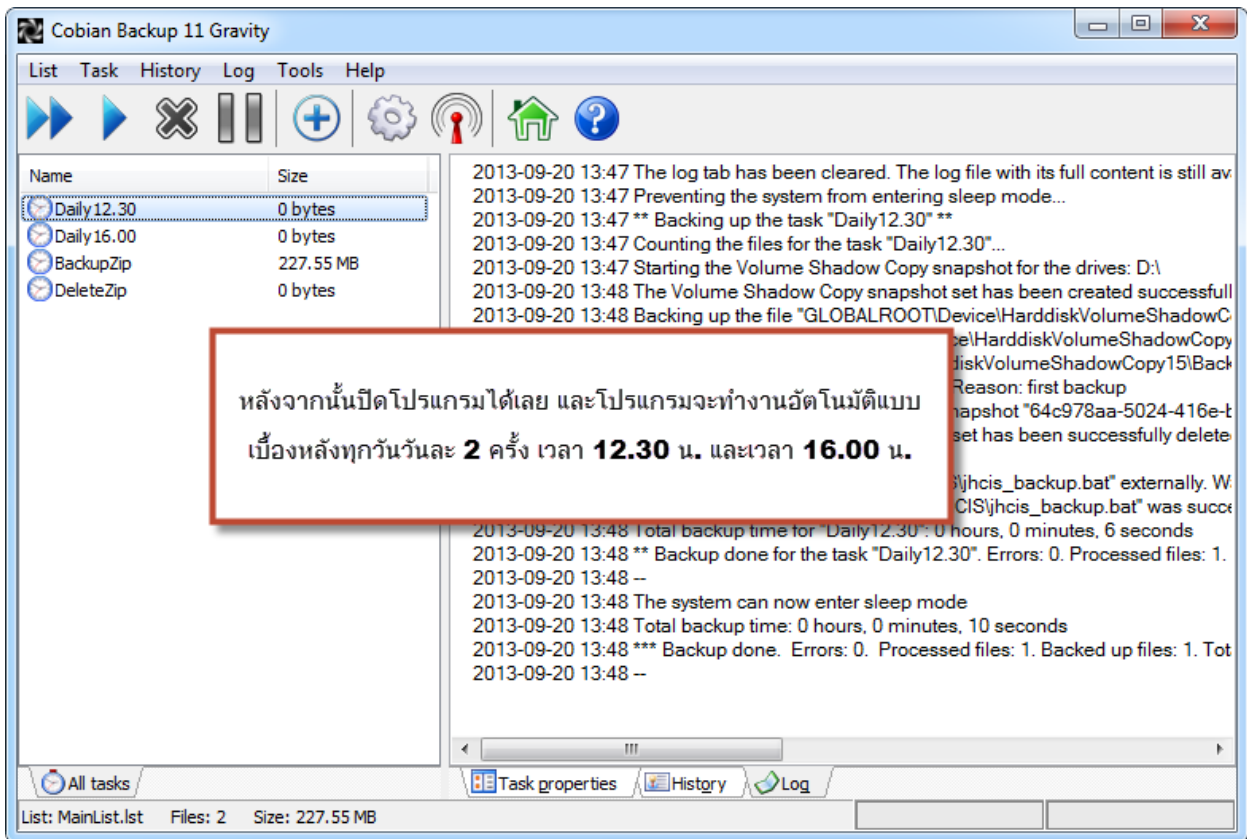 Cobian Backup 11 Gravity
List Task History Log Tools Help
Name Size
Daily12.30 0 bytes
Daily16.00 0 bytes
BackupZip 227.55 MB
DeleteZip 0 bytes
2013-09-20 13:47 The log tab has been cleared. The log file with its full content is still av
2013-09-20 13:47 Preventing the system from entering sleep mode...
2013-09-20 13:47 ** Backing up the task "Daily12.30" **
2013-09-20 13:47 Counting the files for the task "Daily12.30"...
2013-09-20 13:47 Starting the Volume Shadow Copy snapshot for the drives: D:\
2013-09-20 13:48 The Volume Shadow Copy snapshot set has been created successfull
2013-09-20 13:48 Backing up the file "GLOBALROOT\Device\HarddiskVolumeShadowC
ce\HarddiskVolumeShadowCopy
diskVolumeShadowCopy15\Back
Reason: first backup
napshot "64c978aa-5024-416e-b
set has been successfully delete
S\jhcis_backup.bat" externally. W
CIS\jhcis_backup.bat" was succe
2013-09-20 13:48 Total backup time for "Daily12.30": 0 hours, 0 minutes, 6 seconds
2013-09-20 13:48 ** Backup done for the task "Daily12.30". Errors: 0. Processed files: 1.
2013-09-20 13:48 --
2013-09-20 13:48 The system can now enter sleep mode
2013-09-20 13:48 Total backup time: 0 hours, 0 minutes, 10 seconds
2013-09-20 13:48 *** Backup done. Errors: 0. Processed files: 1. Backed up files: 1. Tot
2013-09-20 13:48 --
หลังจากนั้นปิดโปรแกรมได้เลย และโปรแกรมจะทำงานอัตโนมัติแบบ
เบื้องหลังทุกวันวันละ 2 ครั้ง เวลา 12.30 น. และเวลา 16.00 น.
All tasks
Task properties History Log
List: MainList.lst Files: 2 Size: 227.55 MB